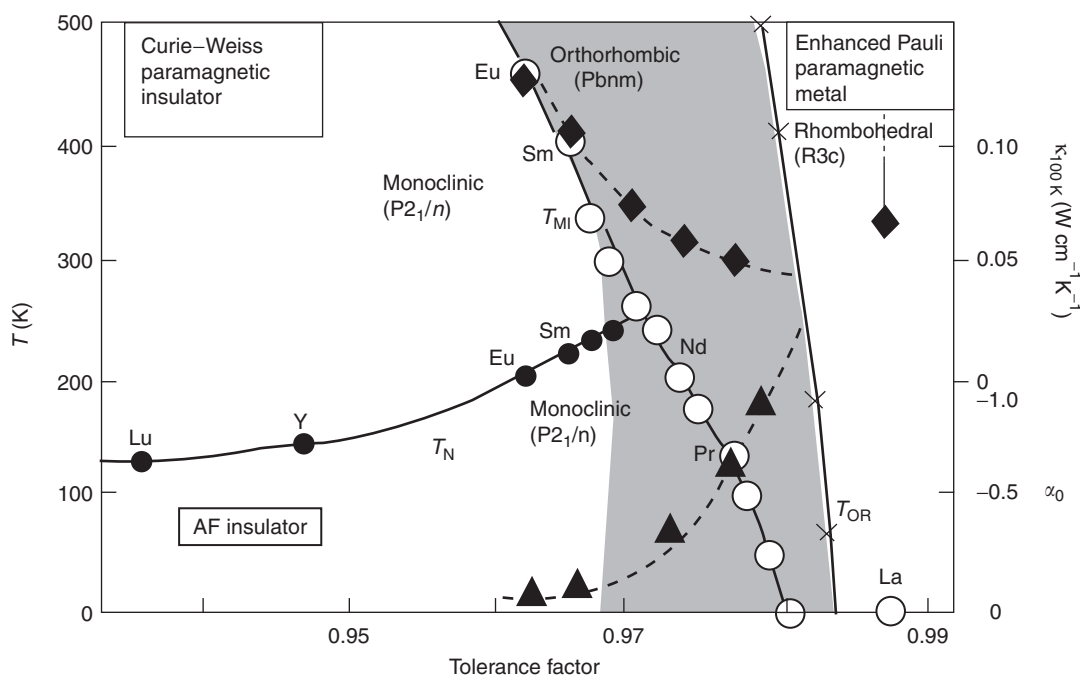 500
400
300
200
100
0
T (K)
Curie–Weiss
paramagnetic
insulator
Eu
Orthorhombic
(Pbnm)
Enhanced Pauli
paramagnetic
metal
Rhombohedral
(R3c)
Sm
Monoclinic
(P2₁/n)
T_MI
Sm
Eu
Nd
Monoclinic
(P2₁/n)
Lu
Y
T_N
Pr
AF insulator
T_OR
La
0.10
0.05
0
–1.0
–0.5
0
κ₁₀₀ K (W cm⁻¹K⁻¹)
α₀
0.95
0.97
0.99
Tolerance factor